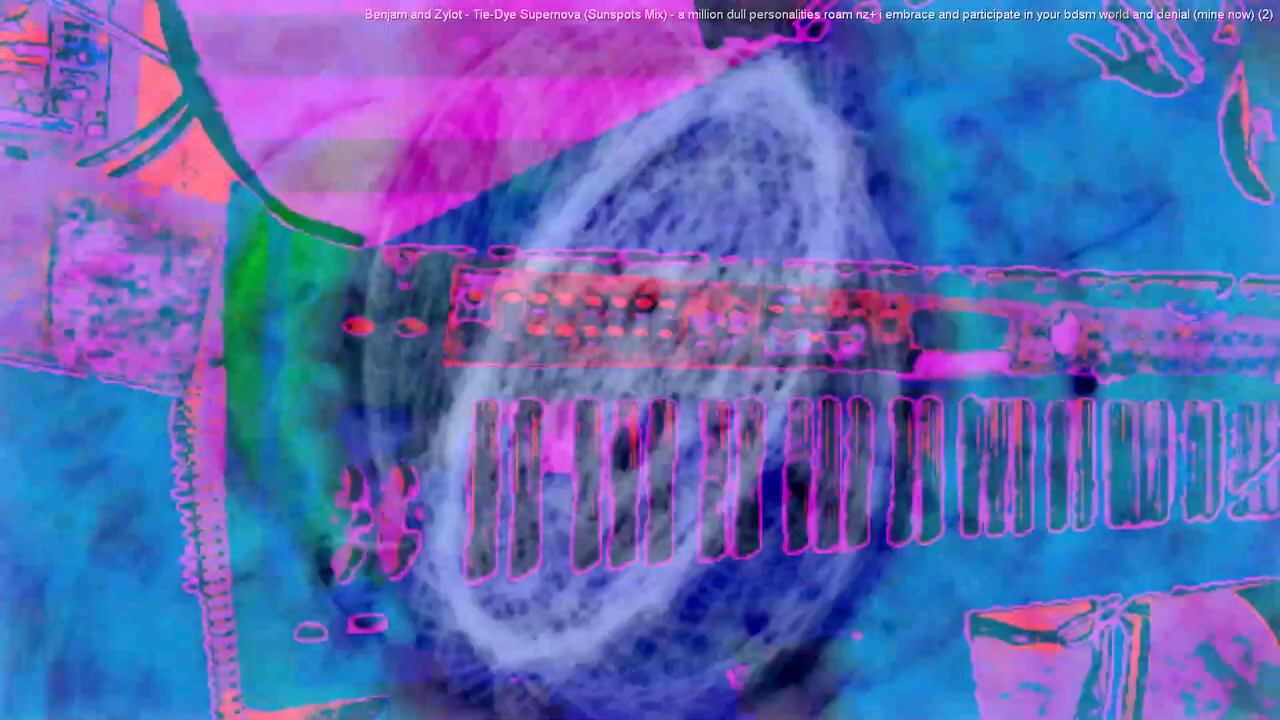 Benjam and Zylot - Tie-Dye Supernova (Sunspots Mix) - a million dull personalities roam nz+ i embrace and participate in your bdsm world and denial (mine now) (2)